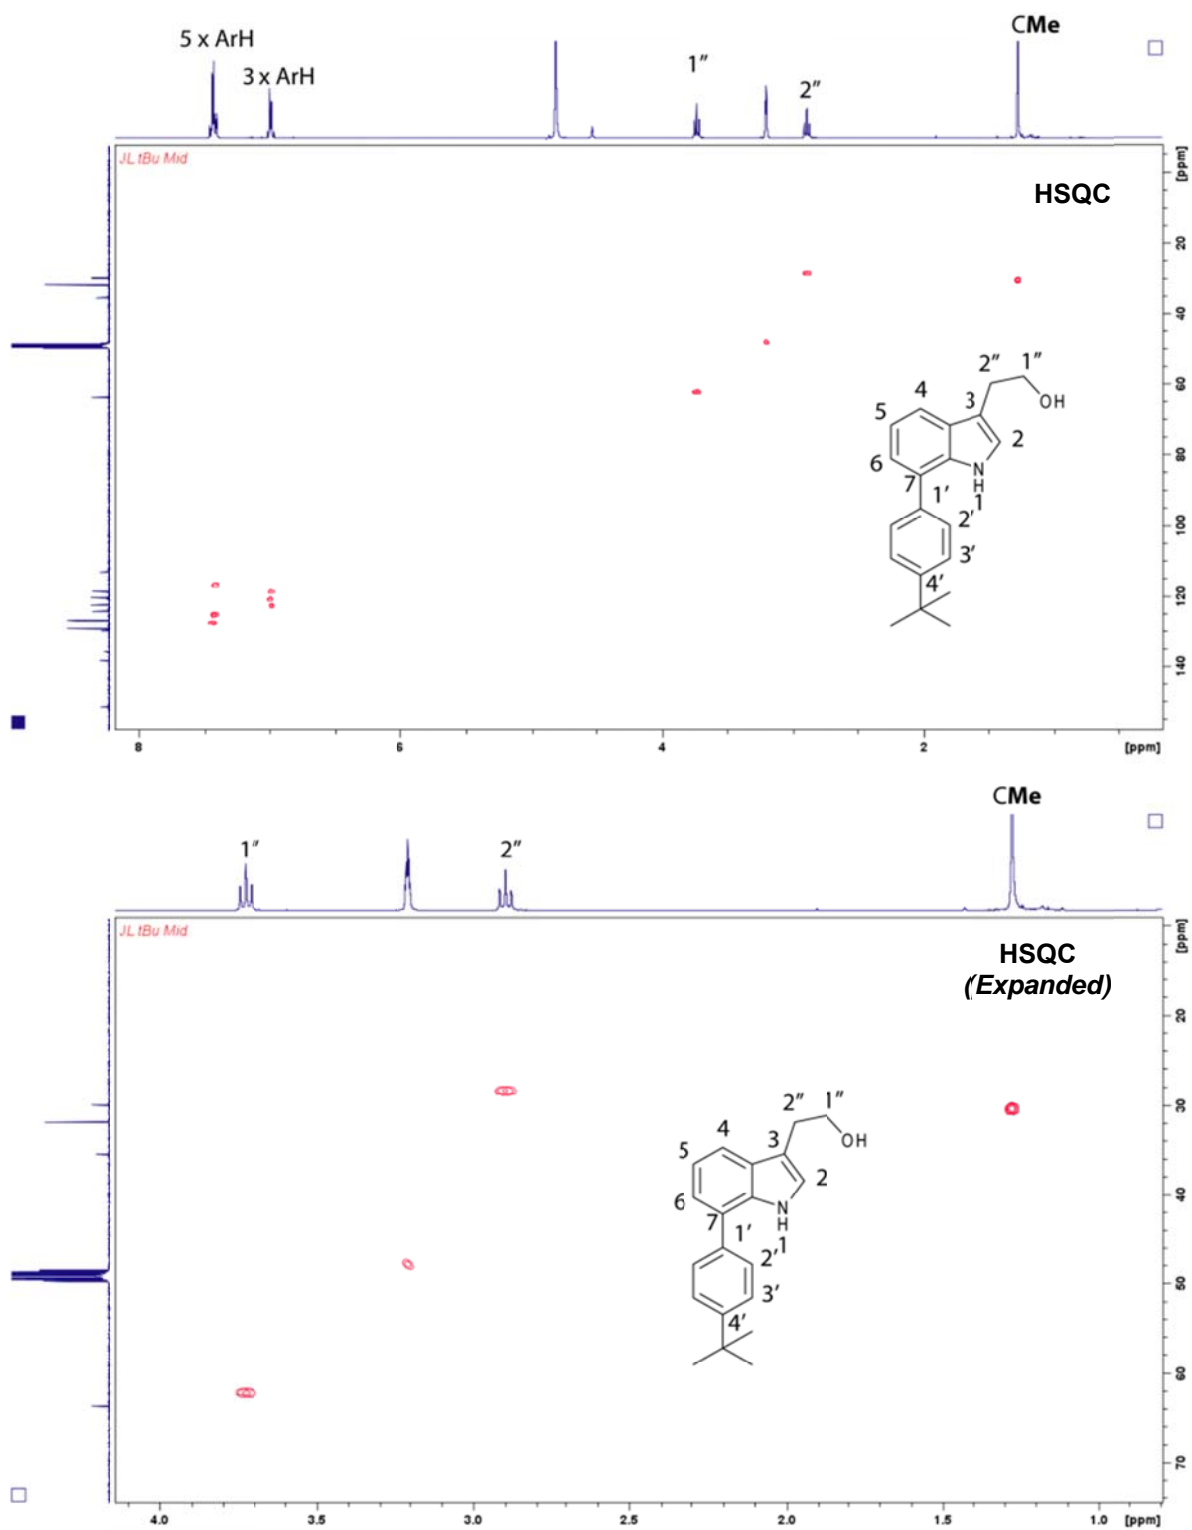 CMe
5 x ArH
3 x ArH
1″
2″
JL tBu Mid
HSQC
[ppm]
20
40
60
80
100
120
140
2″
1″
OH
4
3
5
2
6
7
N
H
1
1′
2′
3′
4′
8
6
4
2
[ppm]
CMe
1″
2″
JL tBu Mid
HSQC
(Expanded)
[ppm]
20
30
40
50
60
70
2″
1″
OH
4
3
5
2
6
7
N
H
1
1′
2′
3′
4′
4.0
3.5
3.0
2.5
2.0
1.5
1.0
[ppm]